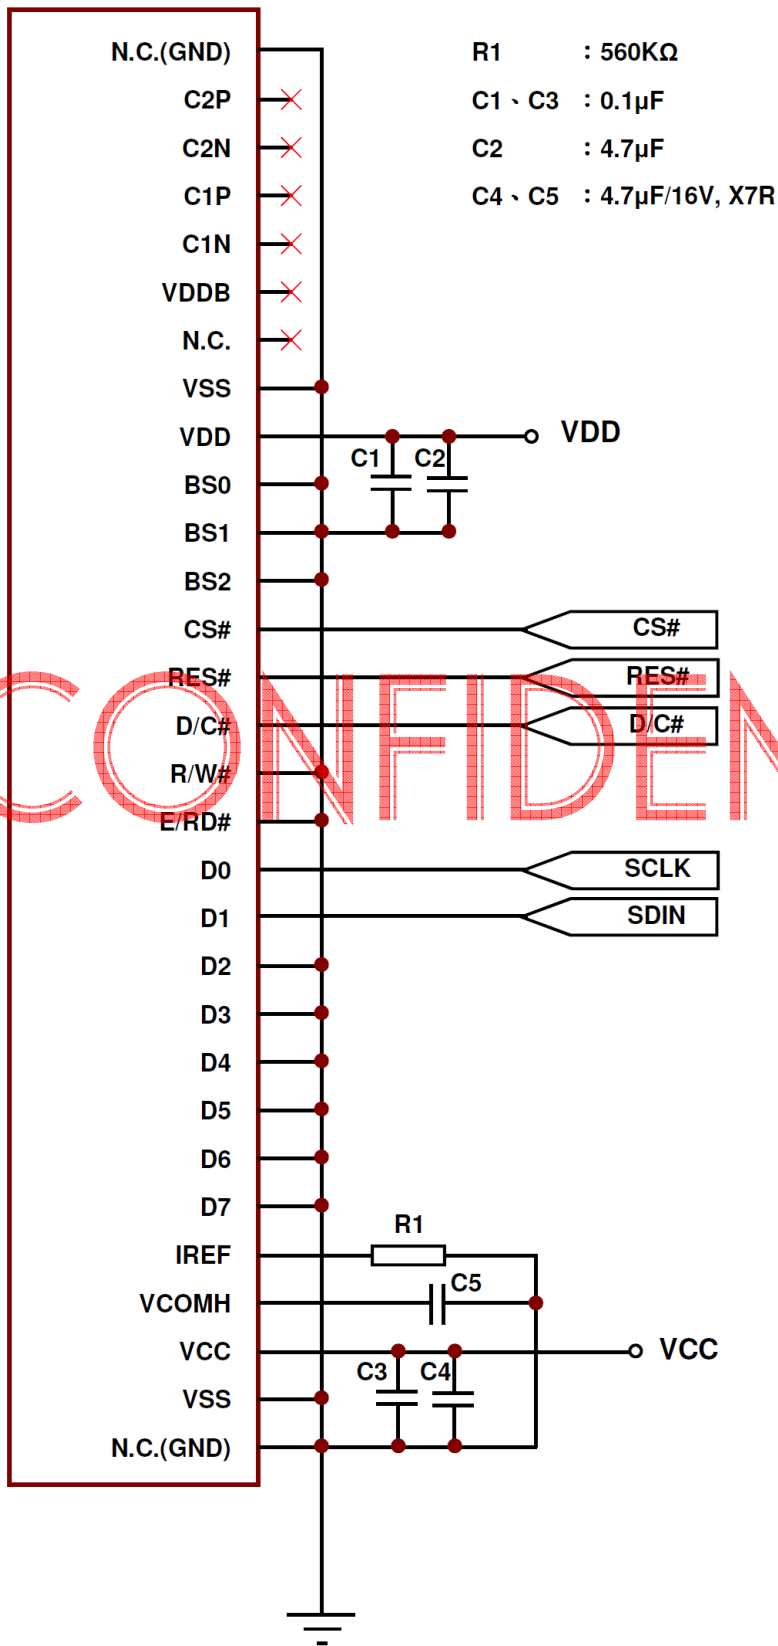 N.C.(GND)
C2P
C2N
C1P
C1N
VDDB
N.C.
VSS
VDD
BS0
BS1
BS2
CS#
RES#
D/C#
R/W#
E/RD#
D0
D1
D2
D3
D4
D5
D6
D7
IREF
VCOMH
VCC
VSS
N.C.(GND)
R1 : 560KΩ
C1、C3 : 0.1μF
C2 : 4.7μF
C4、C5 : 4.7μF/16V, X7R
VDD
C1 C2
CS#
RES#
D/C#
CONFIDEN
SCLK
SDIN
R1
C5
VCC
C3 C4